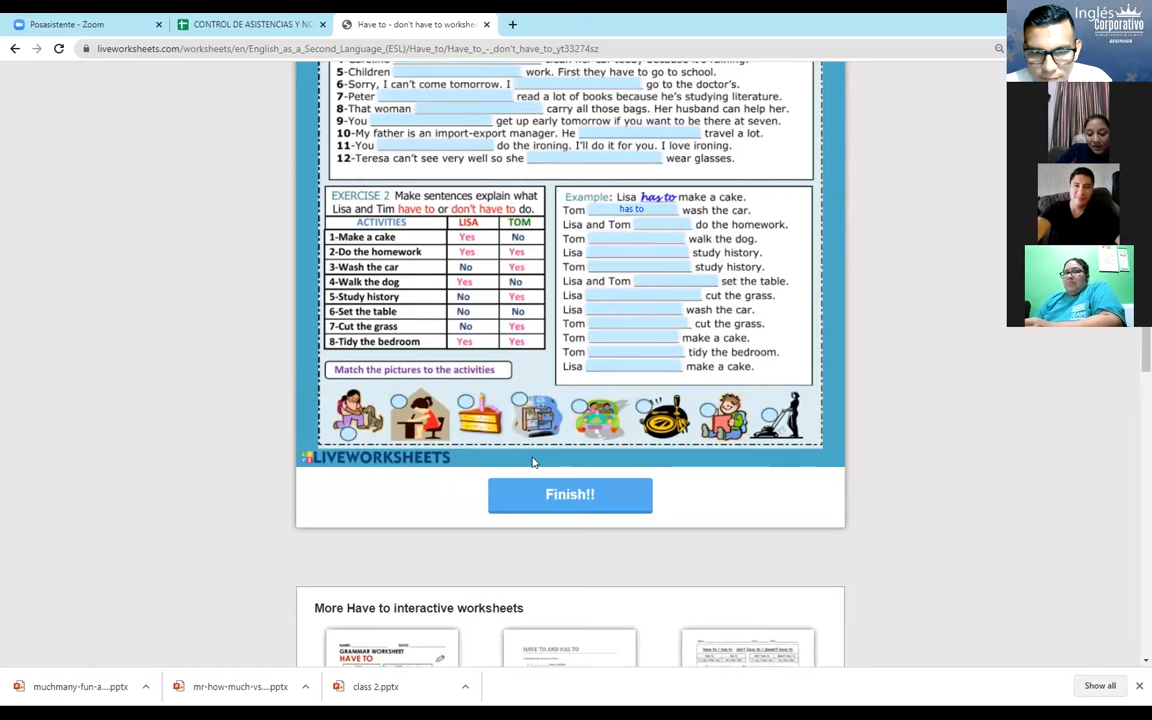 Posasistente - Zoom
CONTROL DE ASISTENCIAS Y NO
Have to - don't have to workshe
liveworksheets.com/worksheets/en/English_as_a_Second_Language_(ESL)/Have_to/Have_to_-_don't_have_to_yt33274sz
Inglés
Corporativo
BEGINNER
5-Children work. First they have to go to school.
6-Sorry, I can't come tomorrow. I go to the doctor's.
7-Peter read a lot of books because he's studying literature.
8-That woman carry all those bags. Her husband can help her.
9-You get up early tomorrow if you want to be there at seven.
10-My father is an import-export manager. He travel a lot.
11-You do the ironing. I'll do it for you. I love ironing.
12-Teresa can't see very well so she wear glasses.
EXERCISE 2 Make sentences explain what
Lisa and Tim have to or don't have to do.
ACTIVITIES LISA TOM
1-Make a cake Yes No
2-Do the homework Yes Yes
3-Wash the car No Yes
4-Walk the dog Yes No
5-Study history No Yes
6-Set the table No No
7-Cut the grass No Yes
8-Tidy the bedroom Yes Yes
Match the pictures to the activities
Example: Lisa has to make a cake.
Tom has to wash the car.
Lisa and Tom do the homework.
Tom walk the dog.
Lisa study history.
Tom study history.
Lisa and Tom set the table.
Lisa cut the grass.
Lisa wash the car.
Tom cut the grass.
Tom make a cake.
Tom tidy the bedroom.
Lisa make a cake.
LIVEWORKSHEETS
Finish!!
More Have to interactive worksheets
GRAMMAR WORKSHEET
HAVE TO
HAVE TO AND HAS TO
muchmany-fun-a....pptx
mr-how-much-vs....pptx
class 2.pptx
Show all